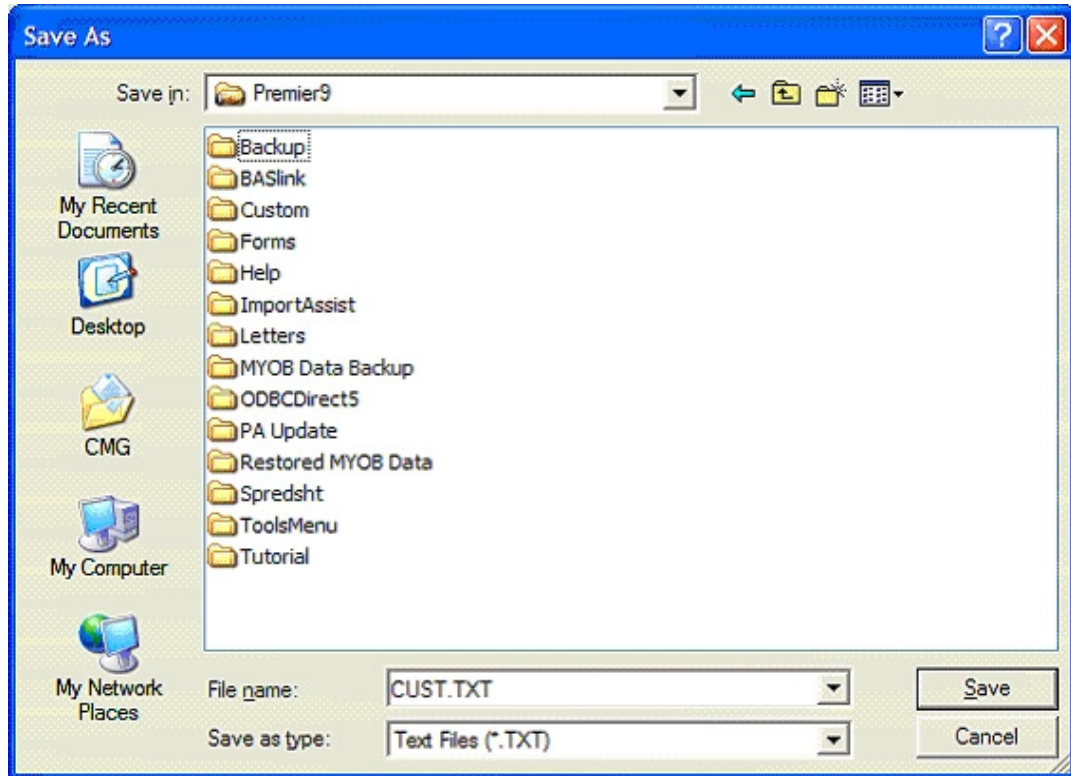 Save As
Save in: Premier9
My Recent Documents
Desktop
CMG
My Computer
My Network Places
Backup
BASlink
Custom
Forms
Help
ImportAssist
Letters
MYOB Data Backup
ODBCDirect5
PA Update
Restored MYOB Data
Spredsht
ToolsMenu
Tutorial
File name: CUST.TXT
Save
Save as type: Text Files (*.TXT)
Cancel